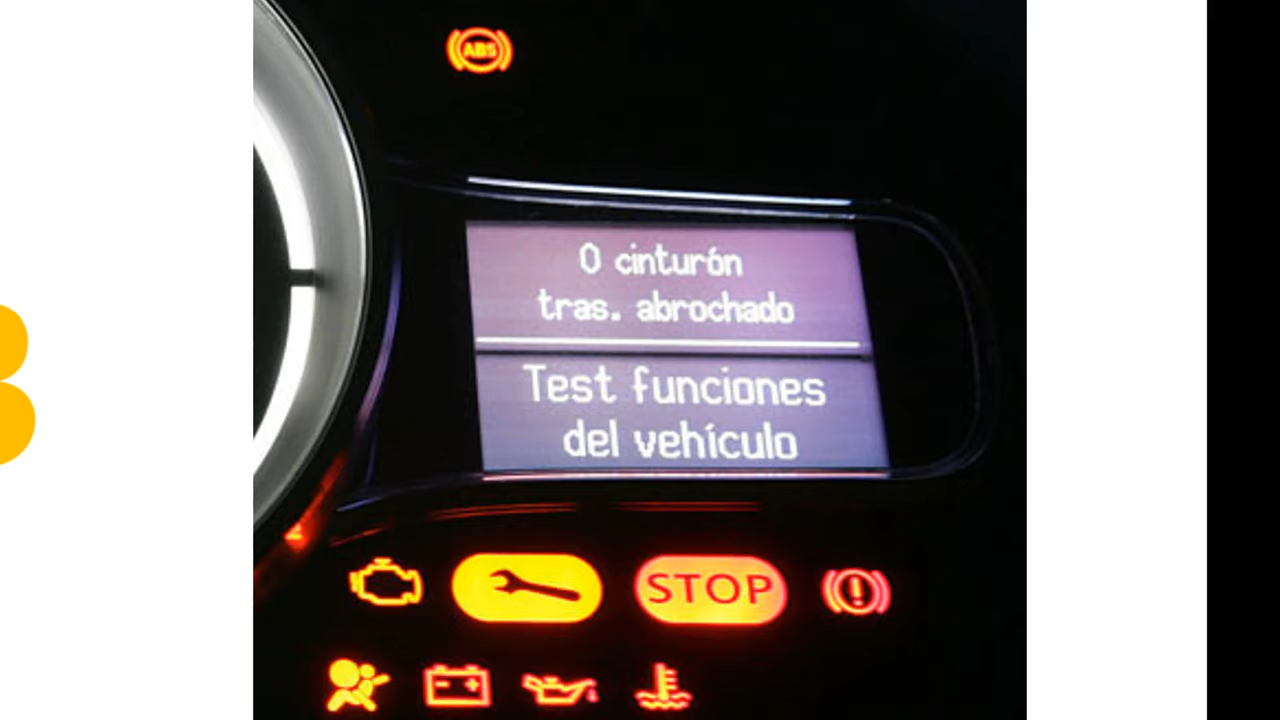 ABS
0 cinturón
tras. abrochado
Test funciones
del vehículo
STOP